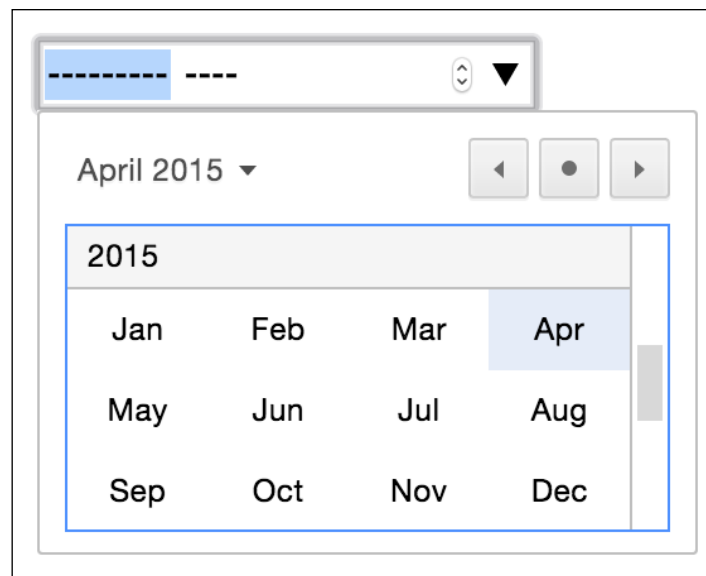 --------- ----
April 2015
2015
Jan Feb Mar Apr
May Jun Jul Aug
Sep Oct Nov Dec